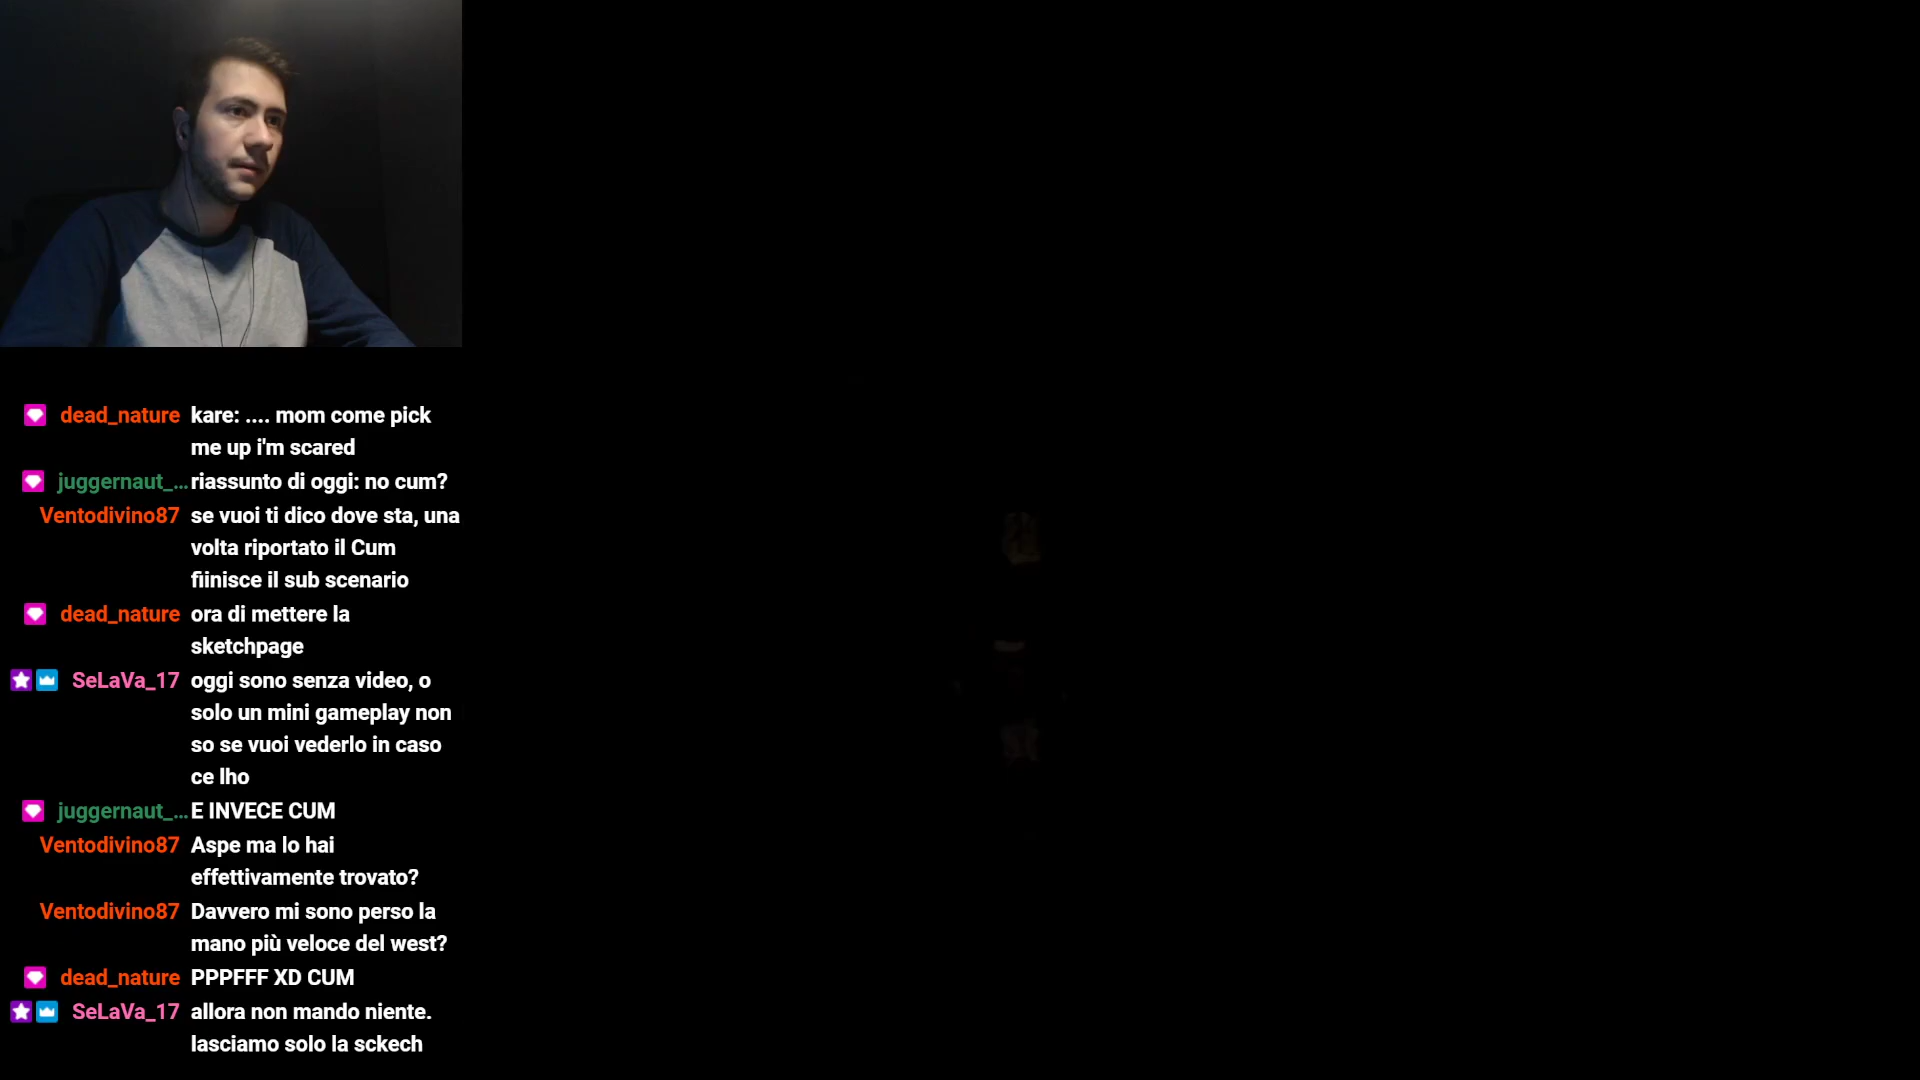 dead_nature kare: .... mom come pick
me up i'm scared
juggernaut_... riassunto di oggi: no cum?
Ventodivino87 se vuoi ti dico dove sta, una
volta riportato il Cum
fiinisce il sub scenario
dead_nature ora di mettere la
sketchpage
SeLaVa_17 oggi sono senza video, o
solo un mini gameplay non
so se vuoi vederlo in caso
ce lho
juggernaut_... E INVECE CUM
Ventodivino87 Aspe ma lo hai
effettivamente trovato?
Ventodivino87 Davvero mi sono perso la
mano più veloce del west?
dead_nature PPPFFF XD CUM
SeLaVa_17 allora non mando niente.
lasciamo solo la sckech